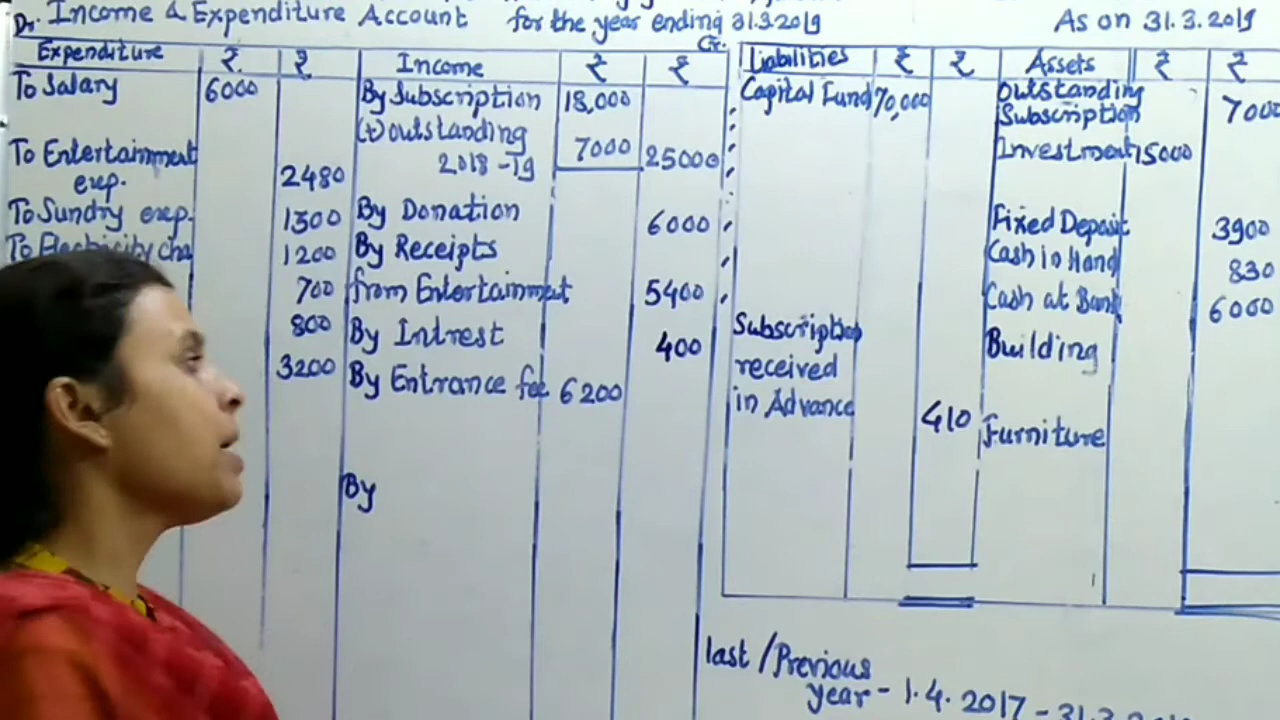 Dr. Income & Expenditure Account for the year ending 31.3.2019 Cr.
Expenditure ₹ ₹ Income ₹ ₹
To Salary 6000 By Subscription 18,000
(+) outstanding
2018-19 7000 25000
To Entertainment
exp. 2480
To Sundry exp. 1300 By Donation 6000
To Electricity cha 1200 By Receipts
700 from Entertainment 5400
800 By Intrest 400
3200 By Entrance fee 6200
By
As on 31.3.2019
Liabilities ₹ ₹ Assets ₹ ₹
Capital Fund 70,000 outstanding
Subscription 7000
Investment 15000
Fixed Deposit 3900
Cash in Hand 830
Cash at Bank 6000
Subscription Building
received
in Advance 410 Furniture
last/Previous
year - 1.4.2017 - 31.3.